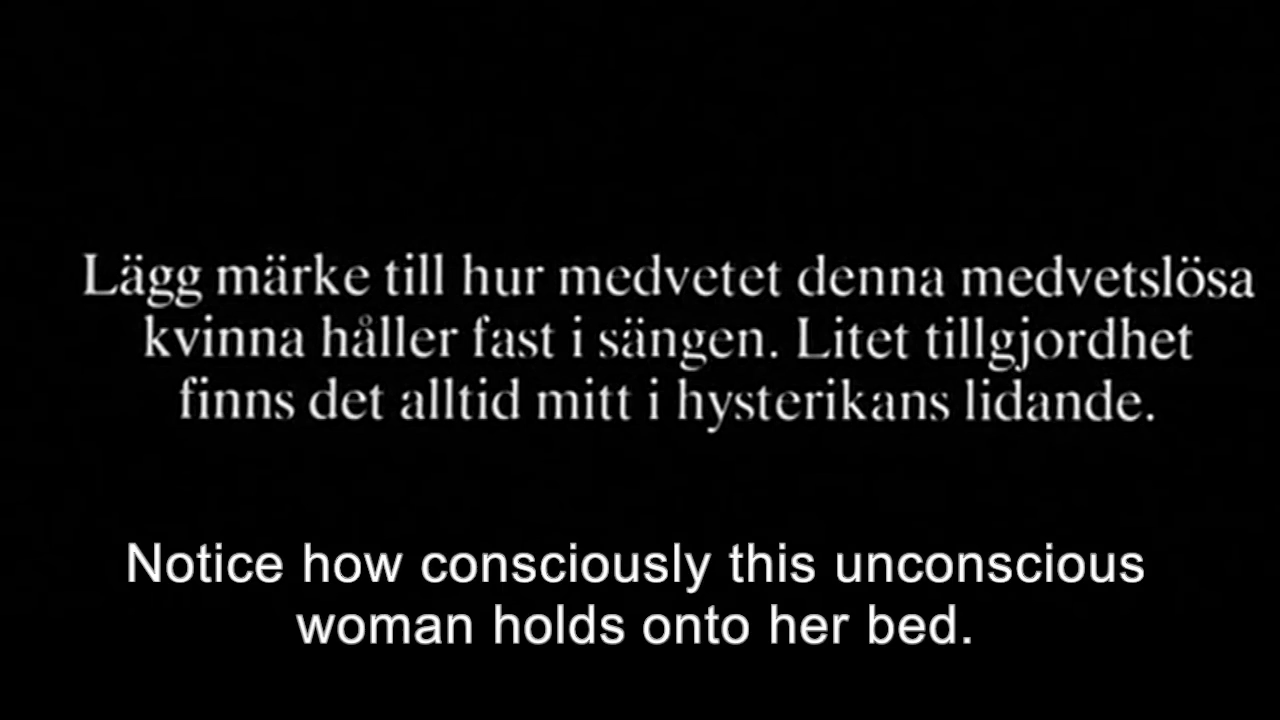 Lägg märke till hur medvetet denna medvetslösa
kvinna håller fast i sängen. Litet tillgjordhet
finns det alltid mitt i hysterikans lidande.
Notice how consciously this unconscious
woman holds onto her bed.